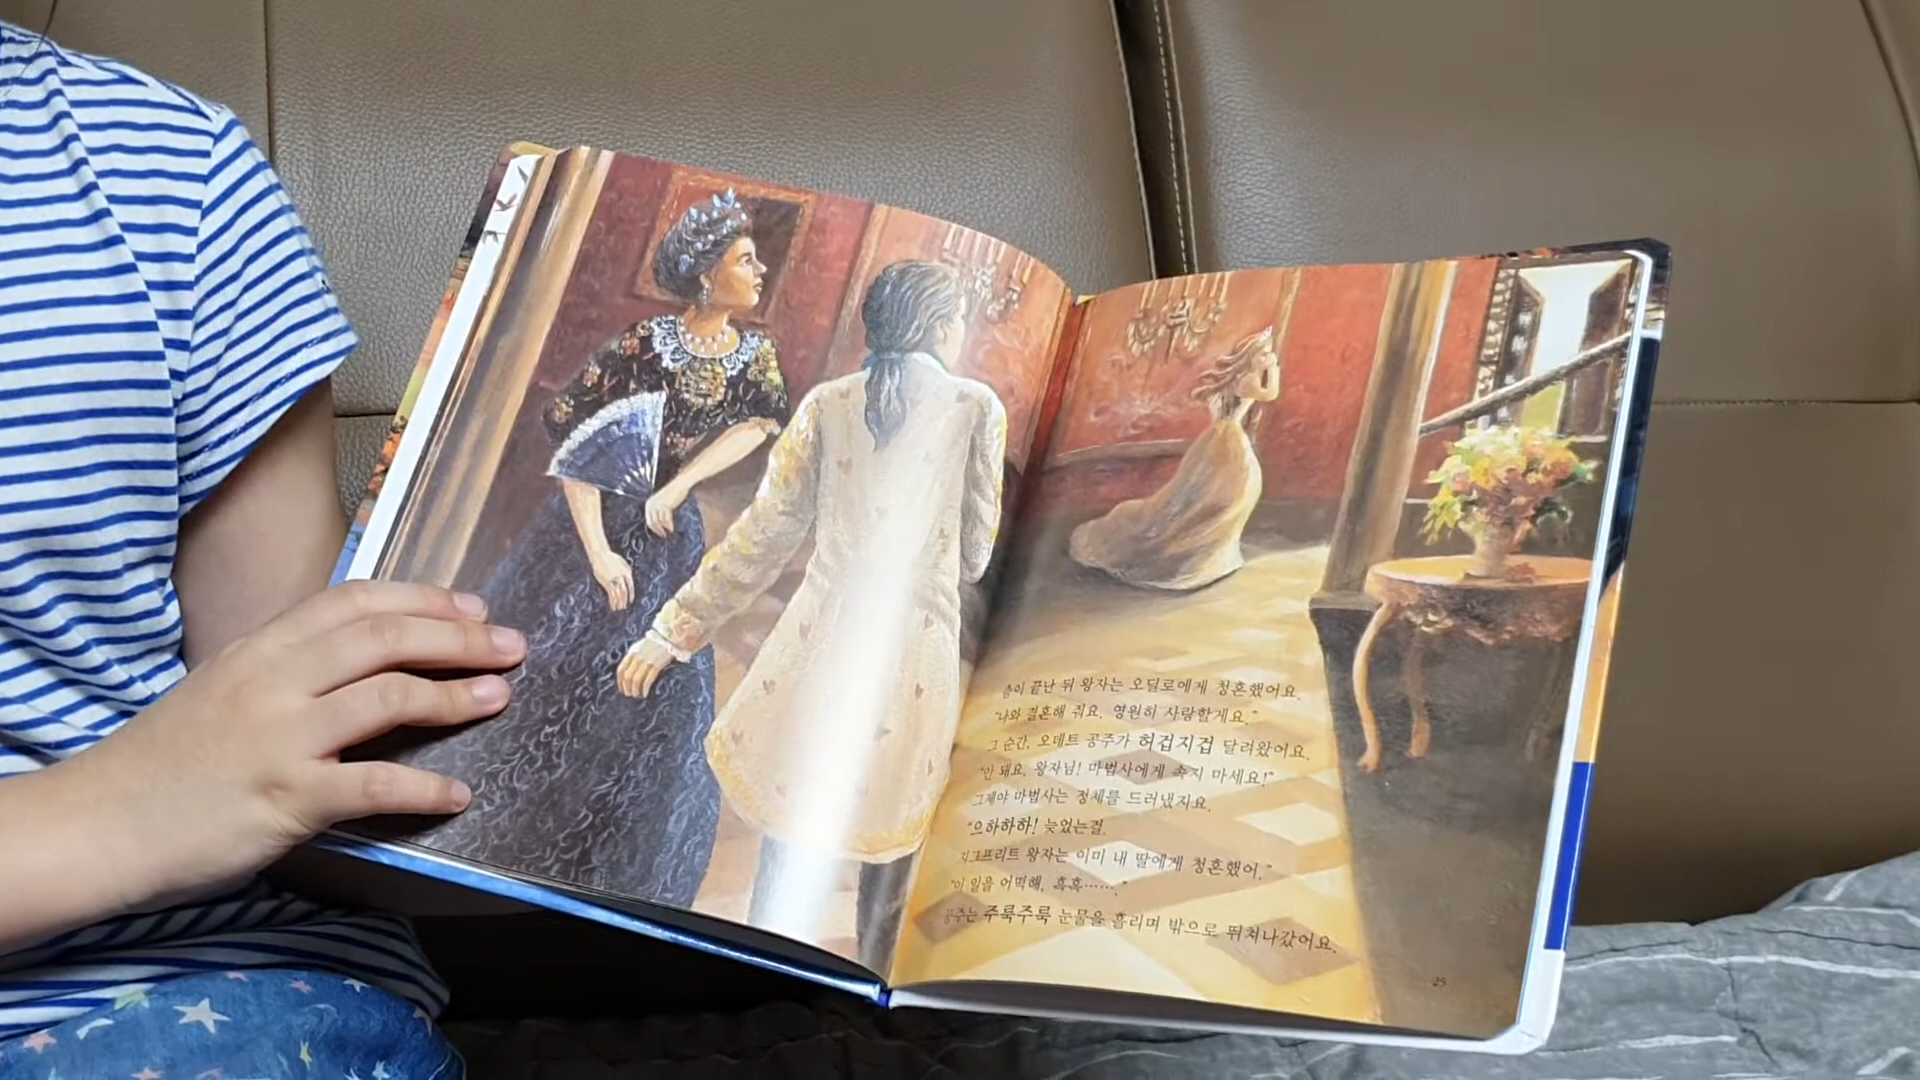 춤이 끝난 뒤 왕자는 오딜로에게 청혼했어요.
"나와 결혼해 줘요. 영원히 사랑할게요."
그 순간, 오데트 공주가 허겁지겁 달려왔어요.
"안 돼요, 왕자님! 마법사에게 속지 마세요!"
그제야 마법사는 정체를 드러냈지요.
"으하하하! 늦었는걸.
지그프리트 왕자는 이미 내 딸에게 청혼했어."
"이 일을 어떡해, 흑흑……."
공주는 주룩주룩 눈물을 흘리며 밖으로 뛰쳐나갔어요.
25